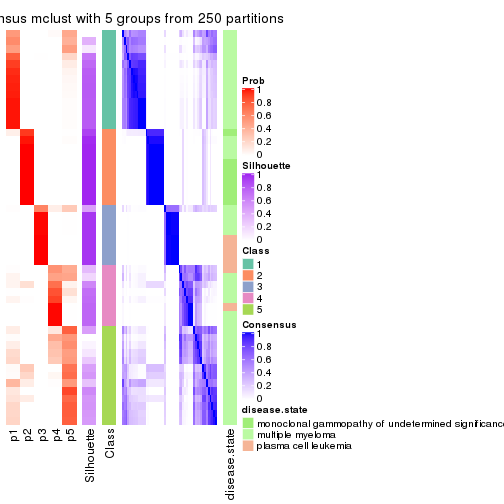 nsus mclust with 5 groups from 250 partitions
Prob
1
0.8
0.6
0.4
0.2
0
Silhouette
1
0.8
0.6
0.4
0.2
0
Class
1
2
3
4
5
Consensus
1
0.8
0.6
0.4
0.2
0
disease.state
monoclonal gammopathy of undetermined significance
multiple myeloma
plasma cell leukemia
p1
p2
p3
p4
p5
Silhouette
Class
disease.state